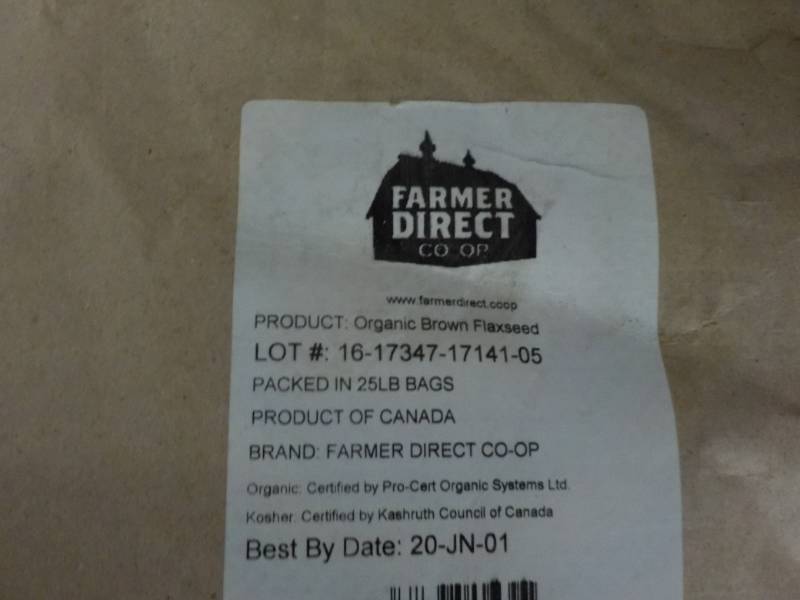 FARMER
DIRECT
CO OP
www.farmerdirect.coop
PRODUCT: Organic Brown Flaxseed
LOT #: 16-17347-17141-05
PACKED IN 25LB BAGS
PRODUCT OF CANADA
BRAND: FARMER DIRECT CO-OP
Organic: Certified by Pro-Cert Organic Systems Ltd.
Kosher: Certified by Kashruth Council of Canada
Best By Date: 20-JN-01